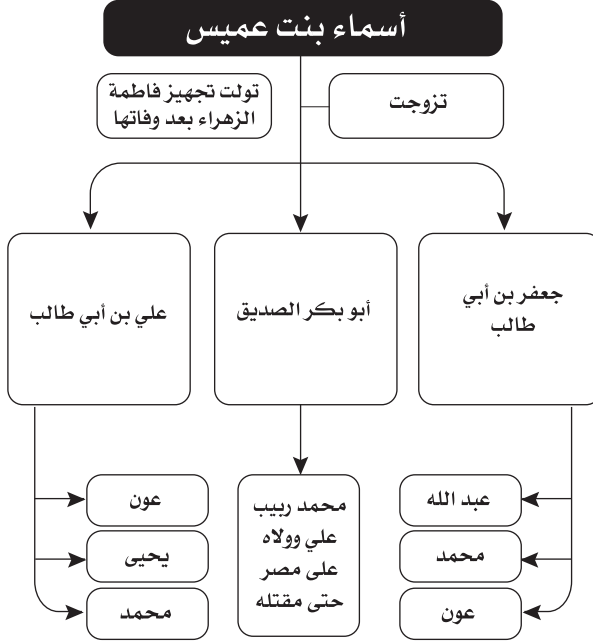 أسماء بنت عميس
تزوجت
تولت تجهيز فاطمة
الزهراء بعد وفاتها
جعفر بن أبي
طالب
أبو بكر الصديق
علي بن أبي طالب
عبد الله
محمد
عون
محمد ربيب
علي وولاه
على مصر
حتى مقتله
عون
يحيى
محمد